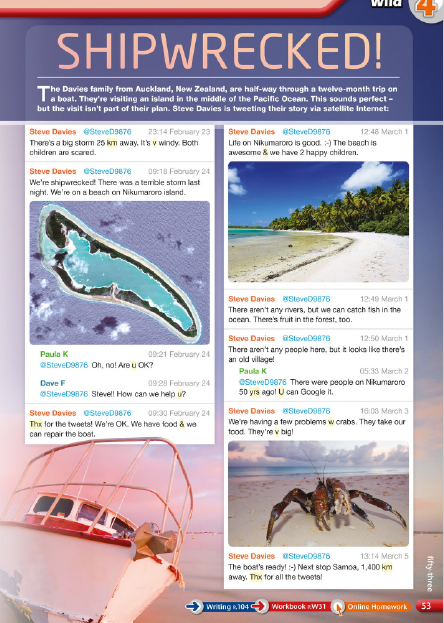 wild 4
SHIPWRECKED!
The Davies family from Auckland, New Zealand, are half-way through a twelve-month trip on
a boat. They're visiting an island in the middle of the Pacific Ocean. This sounds perfect –
but the visit isn't part of their plan. Steve Davies is tweeting their story via satellite Internet:
Steve Davies @SteveD9876 23:14 February 23
There's a big storm 25 km away. It's v windy. Both
children are scared.
Steve Davies @SteveD9876 09:18 February 24
We're shipwrecked! There was a terrible storm last
night. We're on a beach on Nikumaroro island.
Paula K 09:21 February 24
@SteveD9876 Oh, no! Are u OK?
Dave F 09:28 February 24
@SteveD9876 Steve!! How can we help u?
Steve Davies @SteveD9876 09:30 February 24
Thx for the tweets! We're OK. We have food & we
can repair the boat.
Steve Davies @SteveD9876 12:46 March 1
Life on Nikumaroro is good. :-) The beach is
awesome & we have 2 happy children.
Steve Davies @SteveD9876 12:49 March 1
There aren't any rivers, but we can catch fish in the
ocean. There's fruit in the forest, too.
Steve Davies @SteveD9876 12:50 March 1
There aren't any people here, but it looks like there's
an old village!
Paula K 05:33 March 2
@SteveD9876 There were people on Nikumaroro
50 yrs ago! U can Google it.
Steve Davies @SteveD9876 16:03 March 3
We're having a few problems w crabs. They take our
food. They're v big!
Steve Davies @SteveD9876 13:14 March 5
The boat's ready! :-) Next stop Samoa, 1,400 km
away. Thx for all the tweets!
fifty-three
Writing P.104 Workbook P.W31 Online Homework 53